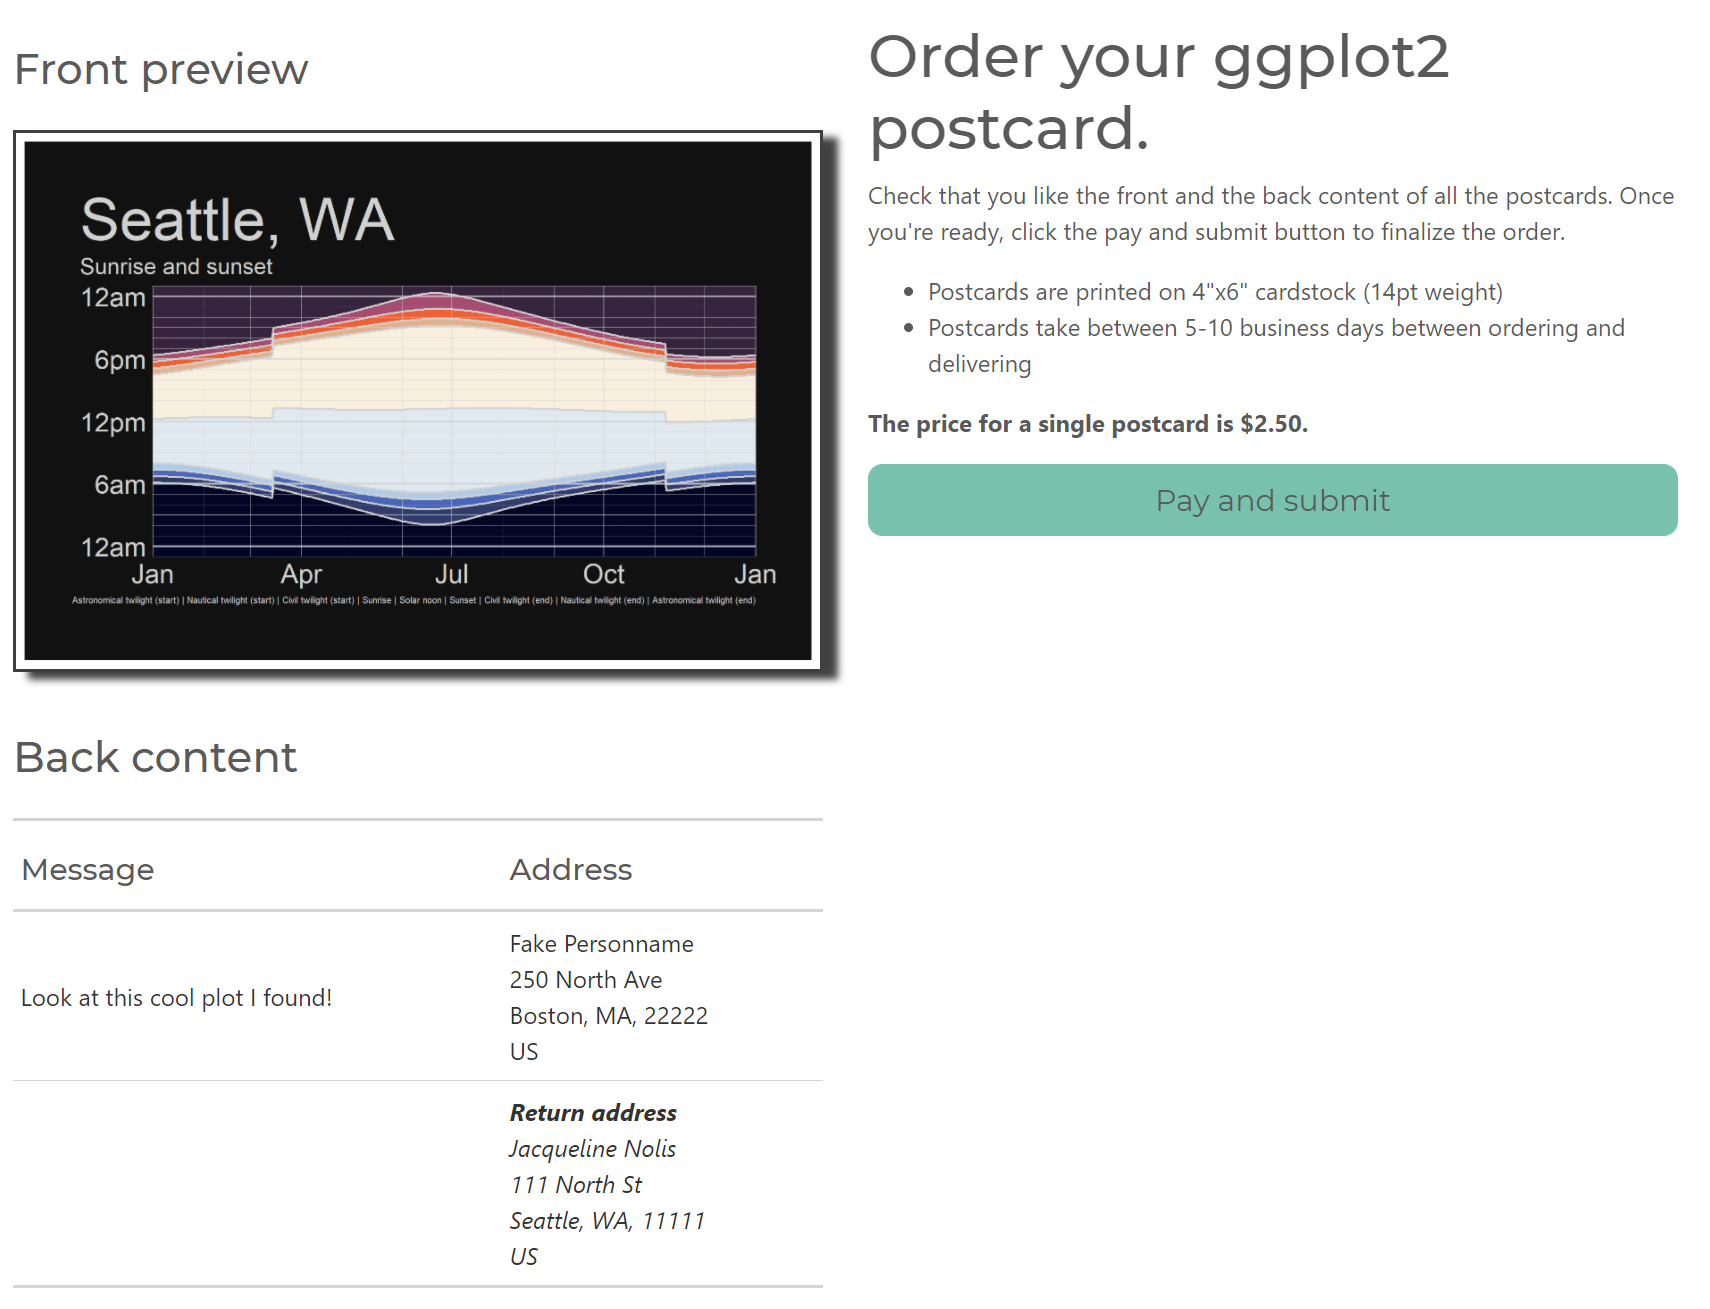 Front preview
Seattle, WA
Sunrise and sunset
12am
6pm
12pm
6am
12am
Jan Apr Jul Oct Jan
Astronomical twilight (start) | Nautical twilight (start) | Civil twilight (start) | Sunrise | Solar noon | Sunset | Civil twilight (end) | Nautical twilight (end) | Astronomical twilight (end)
Back content
Message Address
Look at this cool plot I found!
Fake Personname
250 North Ave
Boston, MA, 22222
US
Return address
Jacqueline Nolis
111 North St
Seattle, WA, 11111
US
Order your ggplot2
postcard.
Check that you like the front and the back content of all the postcards. Once
you're ready, click the pay and submit button to finalize the order.
Postcards are printed on 4"x6" cardstock (14pt weight)
Postcards take between 5-10 business days between ordering and
delivering
The price for a single postcard is $2.50.
Pay and submit